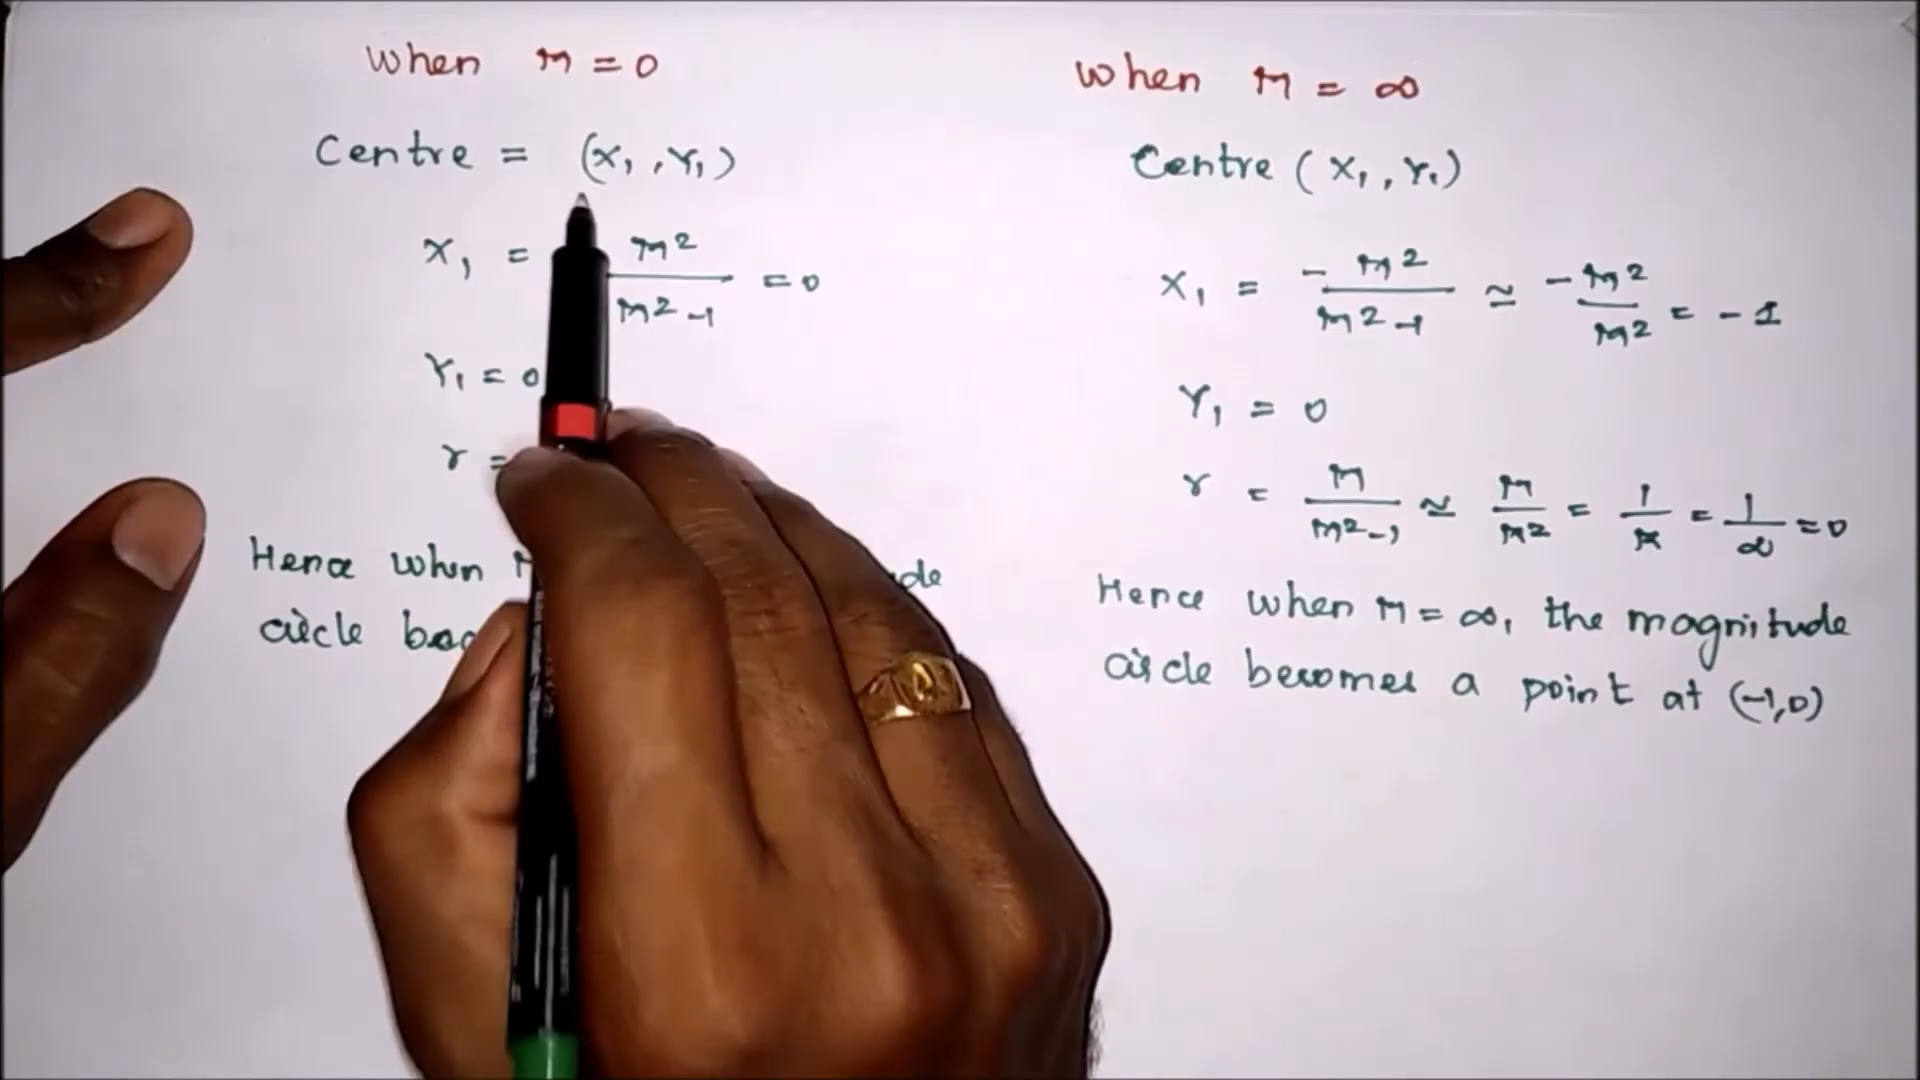 When M = 0
Centre = (X₁, Y₁)
X₁ = M²/M²-1 = 0
Y₁ = 0
r =
Hence when M
circle
When M = ∞
Centre (X₁, Y₁)
X₁ = -M²/M²-1 ≃ -M²/M² = -1
Y₁ = 0
r = M/M²-1 ≃ M/M² = 1/M = 1/∞ = 0
Hence when M = ∞, the magnitude
circle becomes a point at (-1,0)